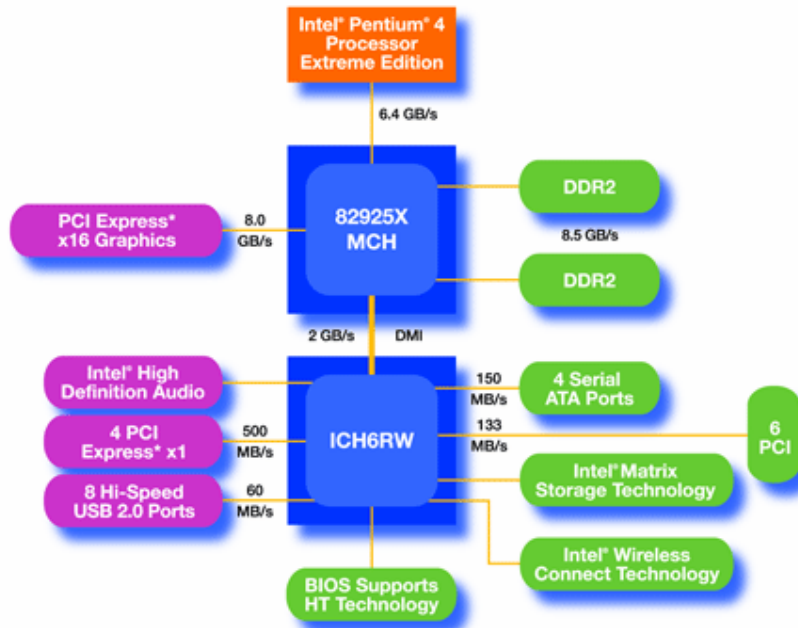 Intel® Pentium® 4
Processor
Extreme Edition
6.4 GB/s
PCI Express*
x16 Graphics
8.0
GB/s
82925X
MCH
DDR2
8.5 GB/s
DDR2
2 GB/s
DMI
Intel® High
Definition Audio
4 PCI
Express* x1
500
MB/s
8 Hi-Speed
USB 2.0 Ports
60
MB/s
ICH6RW
150
MB/s
4 Serial
ATA Ports
133
MB/s
6
PCI
Intel® Matrix
Storage Technology
Intel® Wireless
Connect Technology
BIOS Supports
HT Technology